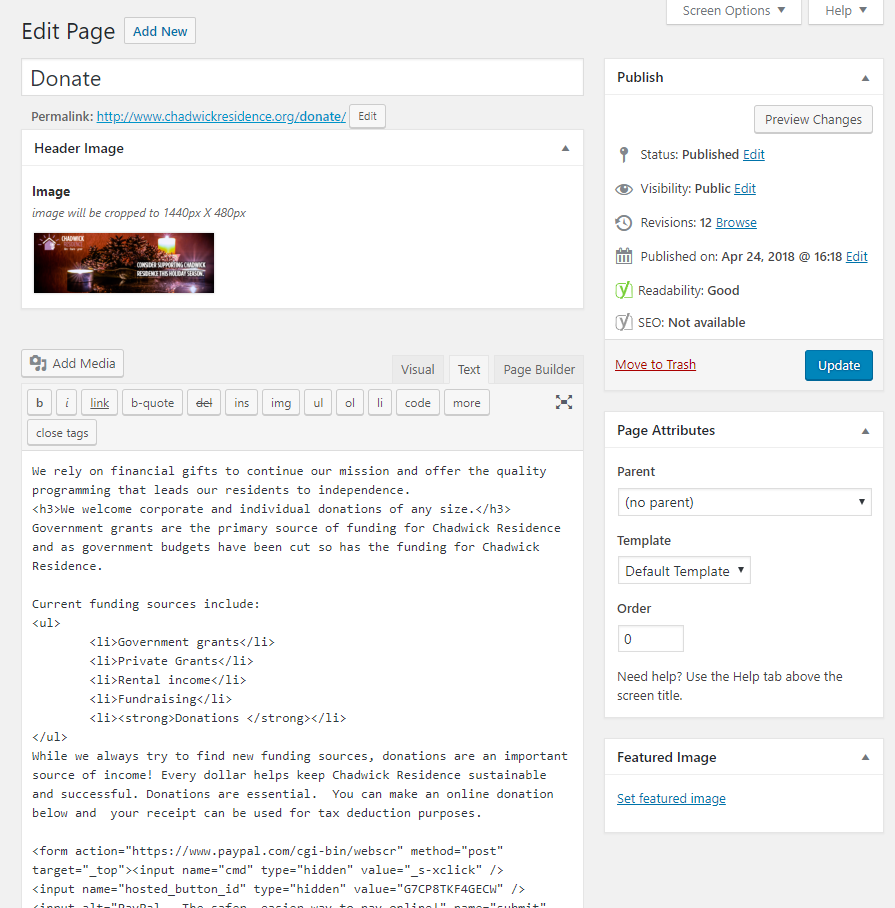 Screen Options
Help
Edit Page
Add New
Donate
Permalink: http://www.chadwickresidence.org/donate/ Edit
Header Image
Image
image will be cropped to 1440px X 480px
CHADWICK
RESIDENCE
CONSIDER SUPPORTING CHADWICK
RESIDENCE THIS HOLIDAY SEASON.
Add Media
Visual
Text
Page Builder
b
i
link
b-quote
del
ins
img
ul
ol
li
code
more
close tags
We rely on financial gifts to continue our mission and offer the quality
programming that leads our residents to independence.
<h3>We welcome corporate and individual donations of any size.</h3>
Government grants are the primary source of funding for Chadwick Residence
and as government budgets have been cut so has the funding for Chadwick
Residence.
Current funding sources include:
<ul>
<li>Government grants</li>
<li>Private Grants</li>
<li>Rental income</li>
<li>Fundraising</li>
<li><strong>Donations </strong></li>
</ul>
While we always try to find new funding sources, donations are an important
source of income! Every dollar helps keep Chadwick Residence sustainable
and successful. Donations are essential.  You can make an online donation
below and  your receipt can be used for tax deduction purposes.
<form action="https://www.paypal.com/cgi-bin/webscr" method="post"
target="_top"><input name="cmd" type="hidden" value="_s-xclick" />
<input name="hosted_button_id" type="hidden" value="G7CP8TKF4GECW" />
<input alt="PayPal - The safer, easier way to pay online!" name="submit"
Publish
Preview Changes
Status: Published Edit
Visibility: Public Edit
Revisions: 12 Browse
Published on: Apr 24, 2018 @ 16:18 Edit
Readability: Good
SEO: Not available
Move to Trash
Update
Page Attributes
Parent
(no parent)
Template
Default Template
Order
0
Need help? Use the Help tab above the
screen title.
Featured Image
Set featured image